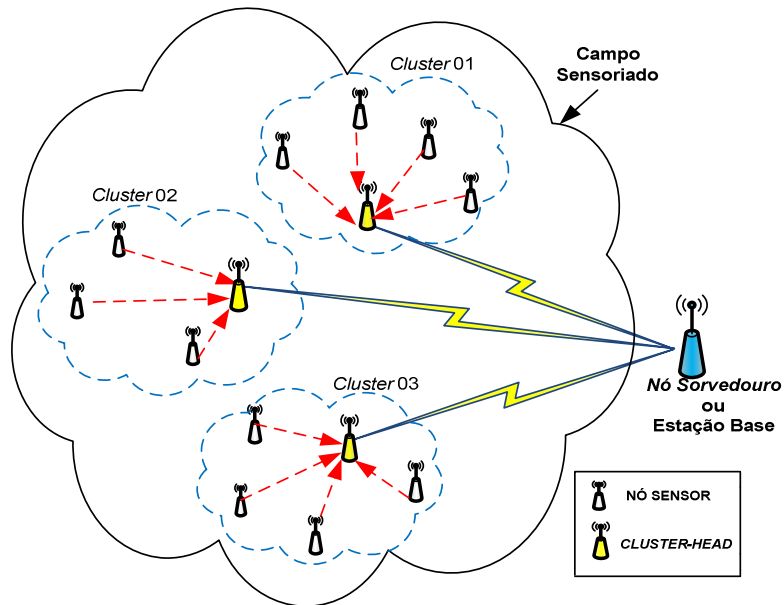 Cluster 01
Campo
Sensoriado
Cluster 02
Cluster 03
Nó Sorvedouro
ou
Estação Base
NÓ SENSOR
CLUSTER-HEAD